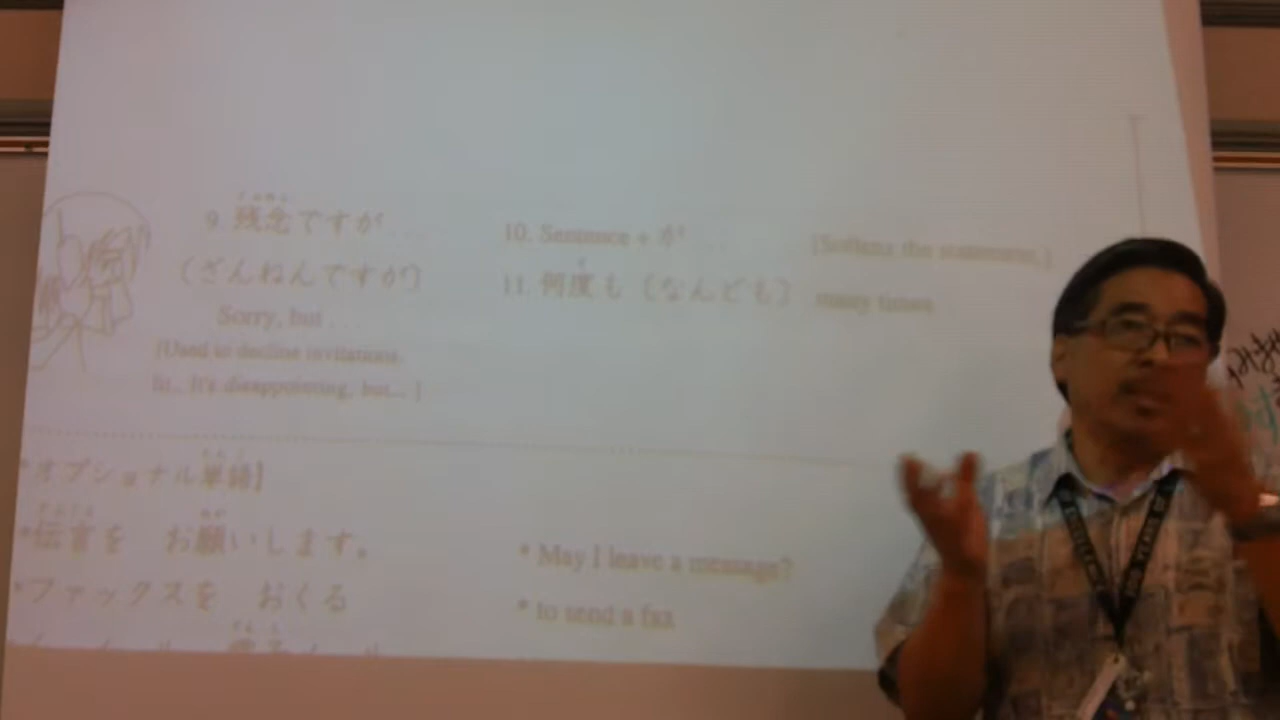 9. 残念ですが...
(ざんねんですが)
Sorry, but ...
[Used to decline invitations.
lit.. It's disappointing, but... ]
10. Sentence + が ...
[Softens the statement.]
11. 何度も (なんども)
many times
*オプショナル単語]
*伝言を お願いします。
* May I leave a message?
*ファックスを おくる
* to send a fax